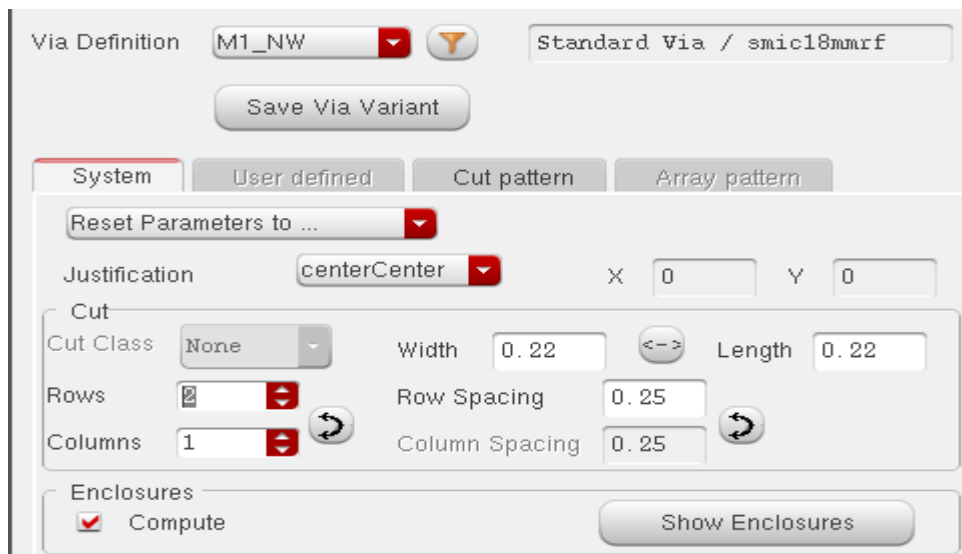 Via Definition M1_NW Standard Via / smic18mmrf
Save Via Variant
System User defined Cut pattern Array pattern
Reset Parameters to ...
Justification centerCenter X 0 Y 0
Cut
Cut Class None Width 0.22 <-> Length 0.22
Rows 2 Row Spacing 0.25
Columns 1 Column Spacing 0.25
Enclosures
Compute Show Enclosures